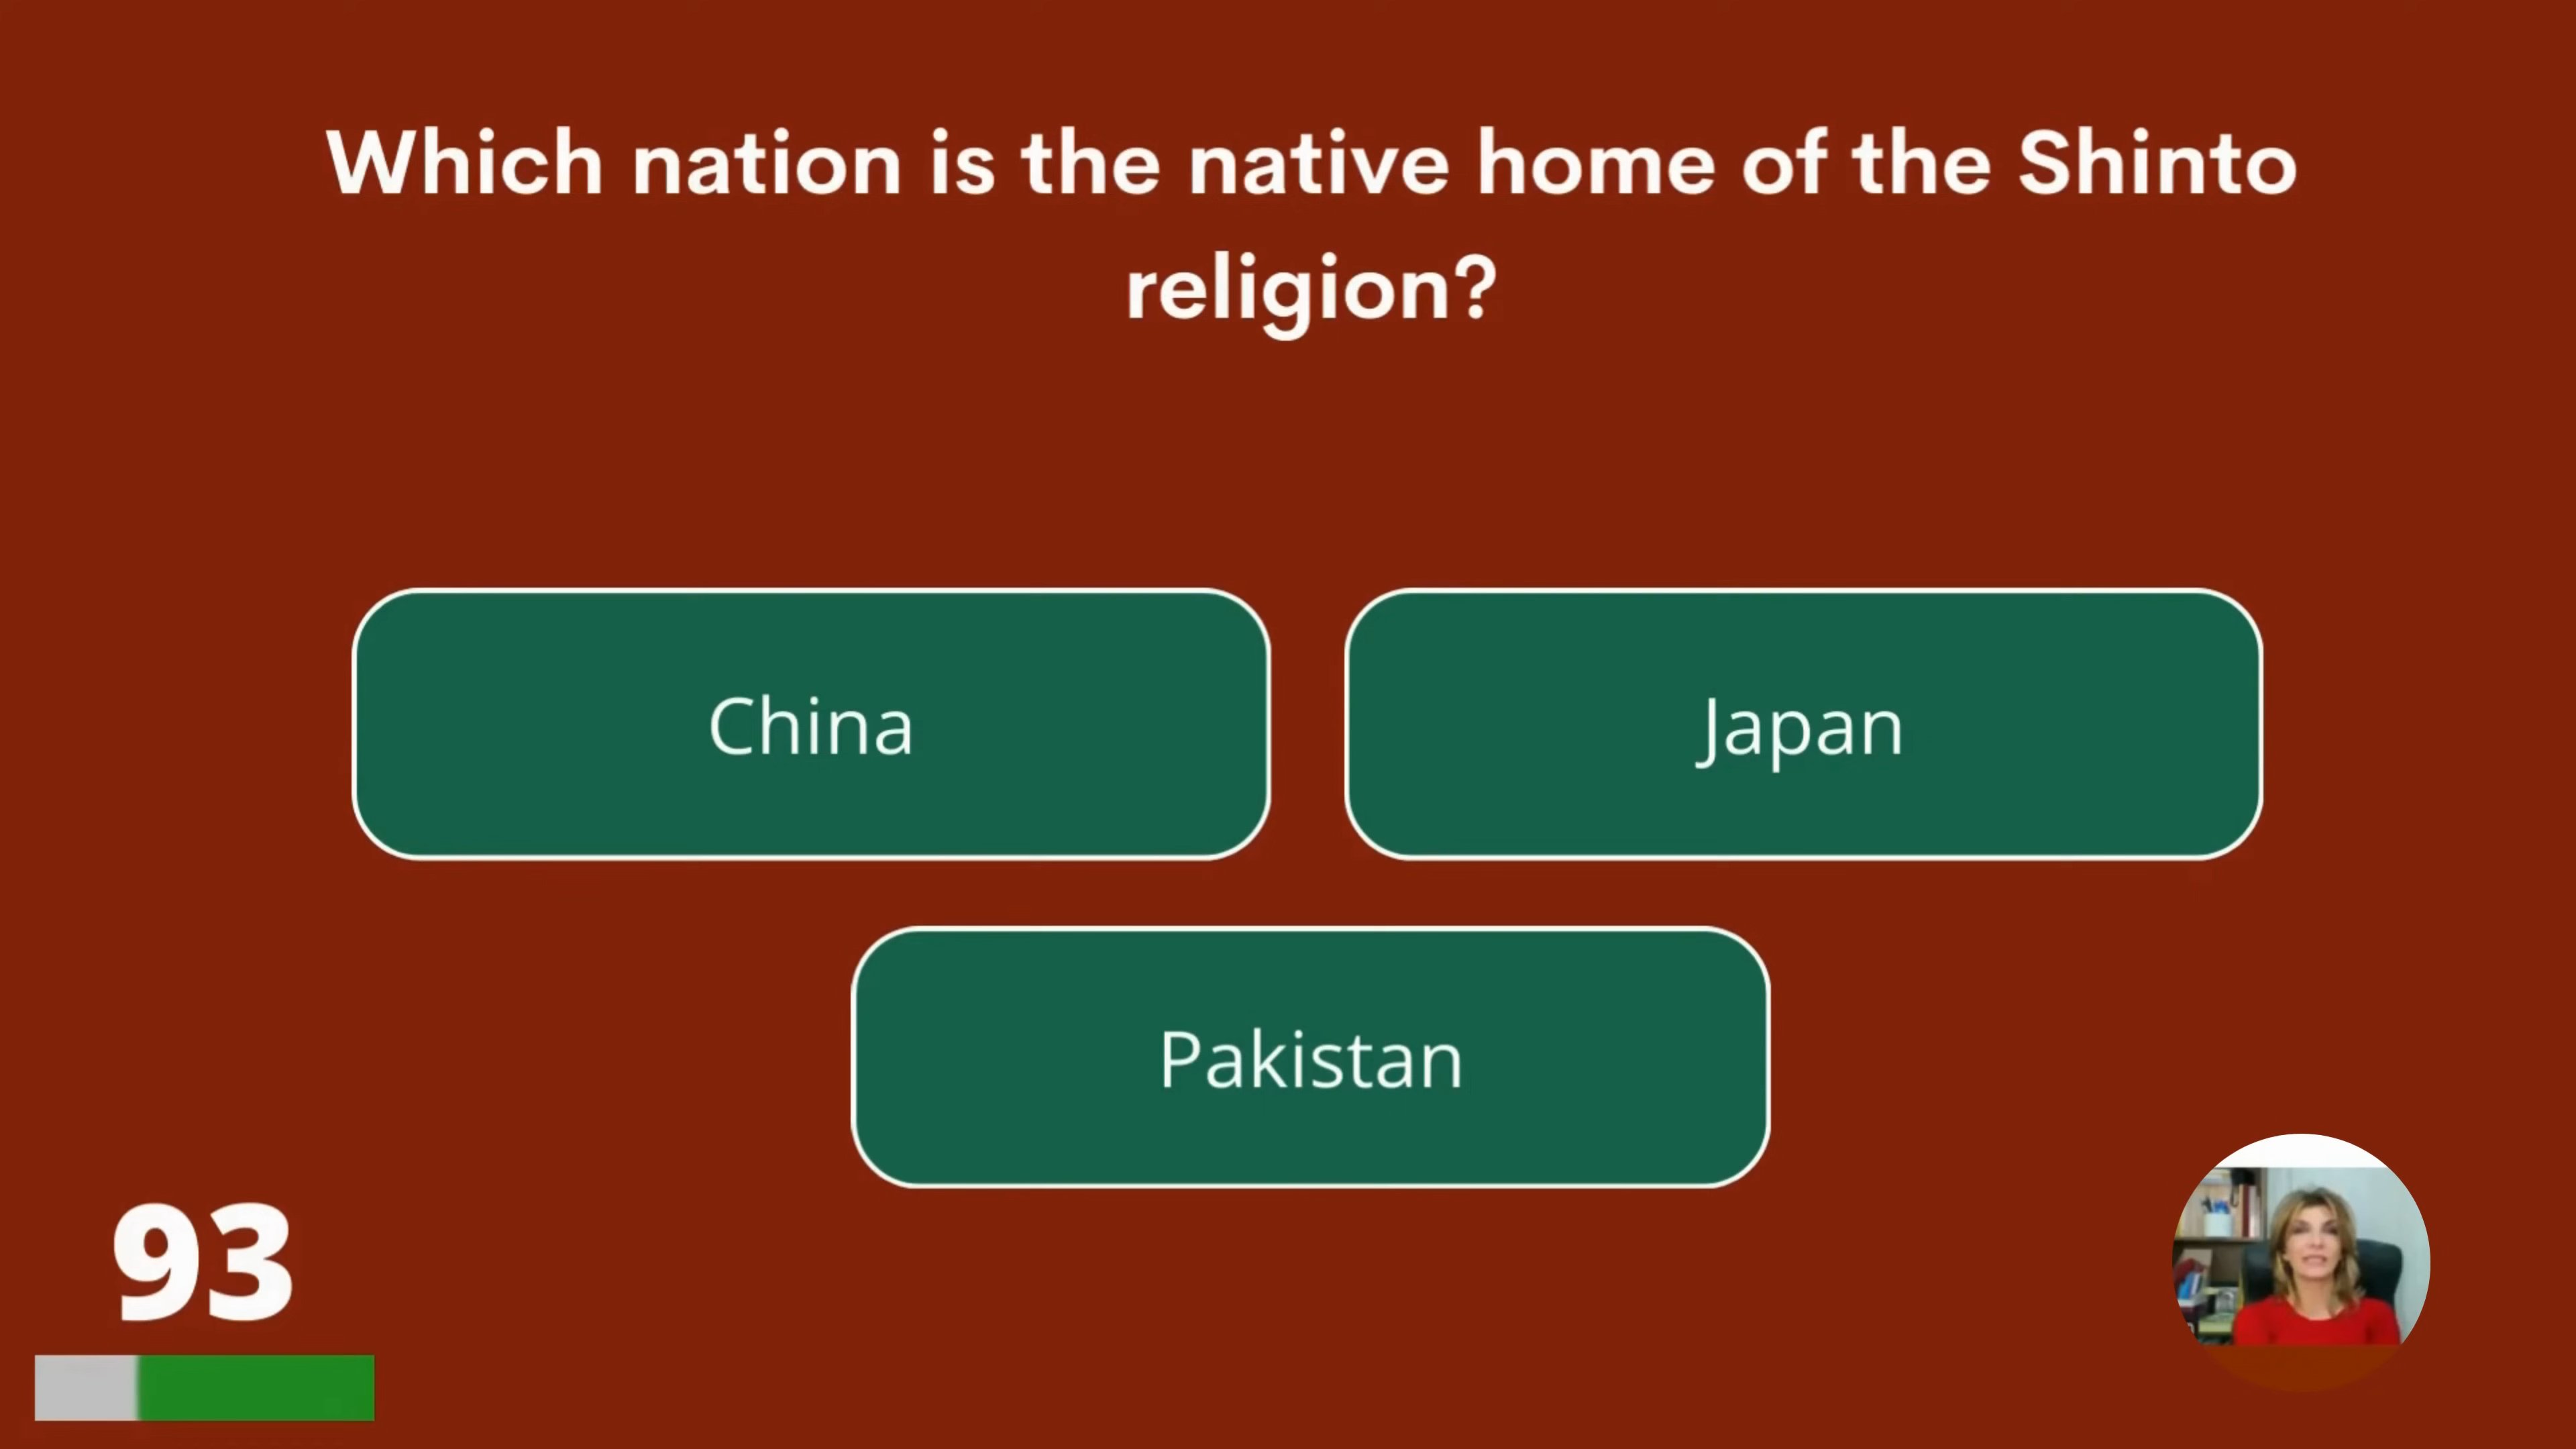 Which nation is the native home of the Shinto
religion?
China
Japan
Pakistan
93